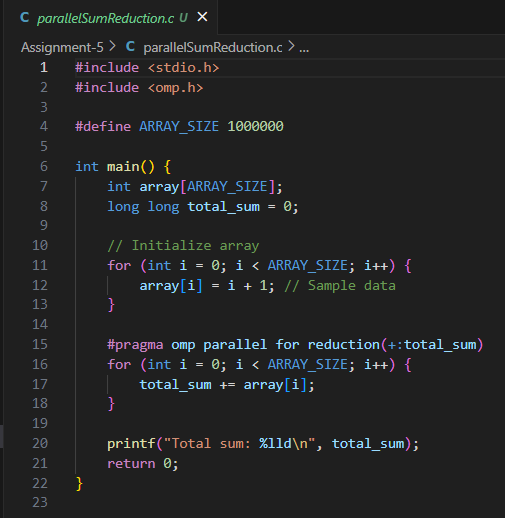 C parallelSumReduction.c U ×
Assignment-5 > C parallelSumReduction.c > ...
1 #include <stdio.h>
2 #include <omp.h>
3
4 #define ARRAY_SIZE 1000000
5
6 int main() {
7     int array[ARRAY_SIZE];
8     long long total_sum = 0;
9
10     // Initialize array
11     for (int i = 0; i < ARRAY_SIZE; i++) {
12         array[i] = i + 1; // Sample data
13     }
14
15     #pragma omp parallel for reduction(+:total_sum)
16     for (int i = 0; i < ARRAY_SIZE; i++) {
17         total_sum += array[i];
18     }
19
20     printf("Total sum: %lld\n", total_sum);
21     return 0;
22 }
23